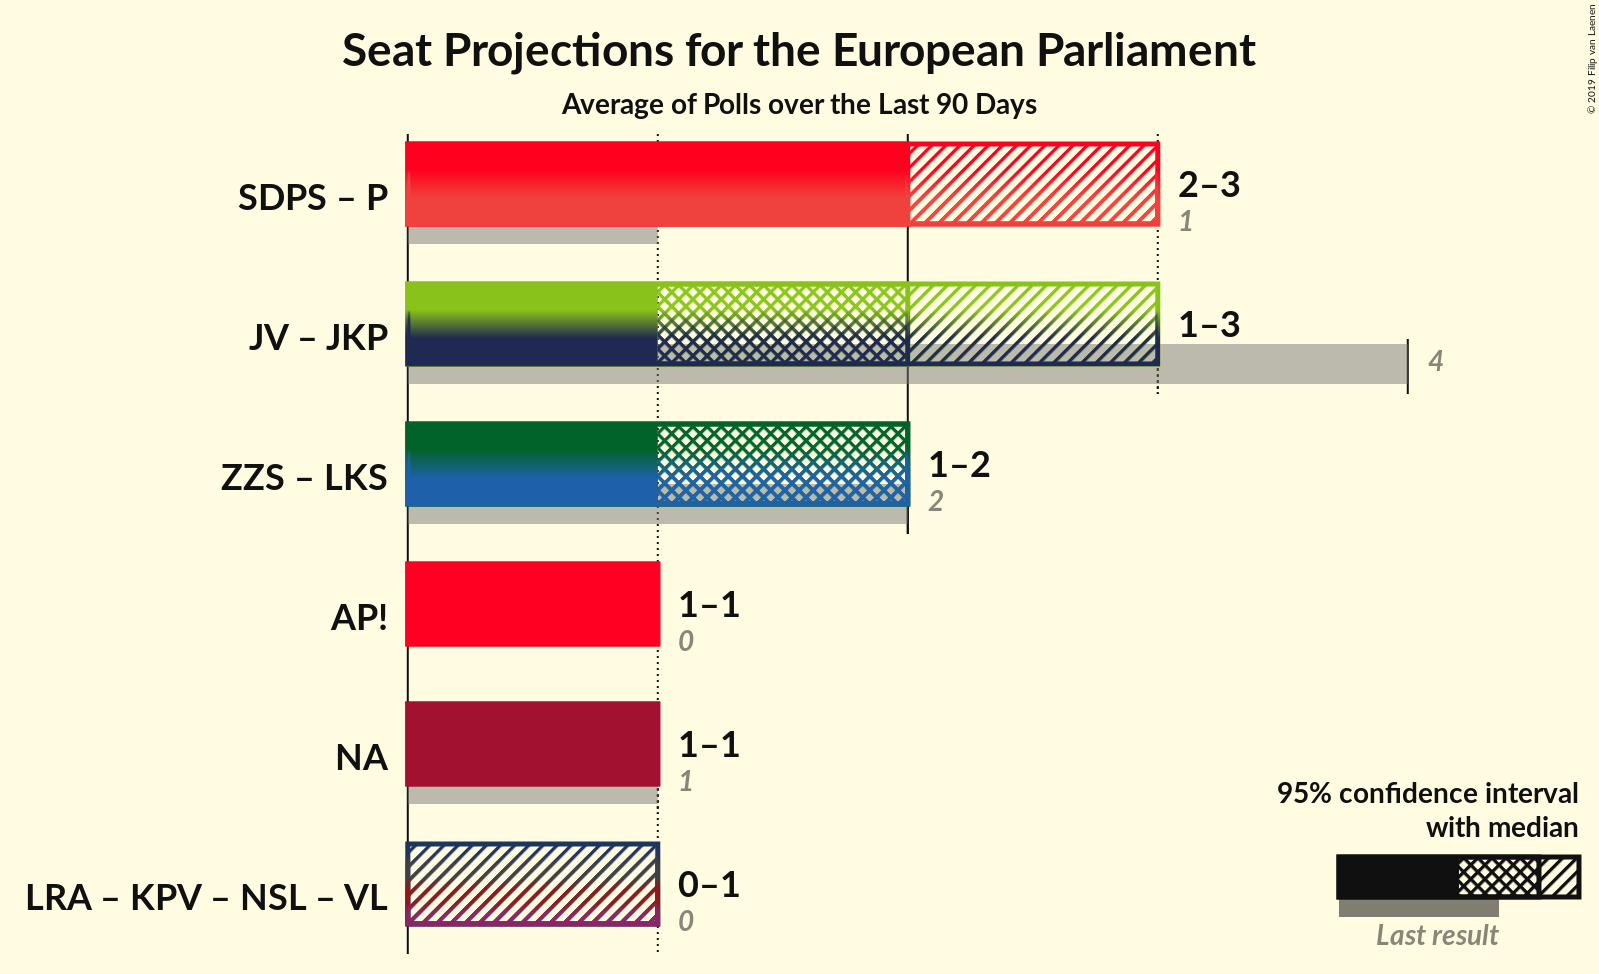 Seat Projections for the European Parliament
Average of Polls over the Last 90 Days
© 2019 Filip van Laenen
SDPS – P
2–3
1
JV – JKP
1–3
4
ZZS – LKS
1–2
2
AP!
1–1
0
NA
1–1
1
LRA – KPV – NSL – VL
0–1
0
95% confidence interval
with median
Last result